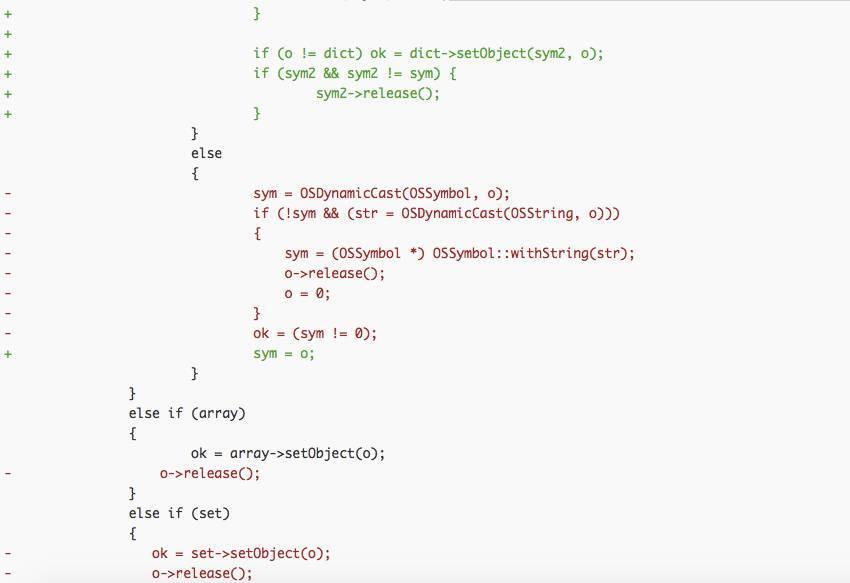 + }
+
+ if (o != dict) ok = dict->setObject(sym2, o);
+ if (sym2 && sym2 != sym) {
+ sym2->release();
+ }
}
else
{
- sym = OSDynamicCast(OSSymbol, o);
- if (!sym && (str = OSDynamicCast(OSString, o)))
- {
- sym = (OSSymbol *) OSSymbol::withString(str);
- o->release();
- o = 0;
- }
- ok = (sym != 0);
+ sym = o;
}
}
else if (array)
{
ok = array->setObject(o);
- o->release();
}
else if (set)
{
- ok = set->setObject(o);
- o->release();